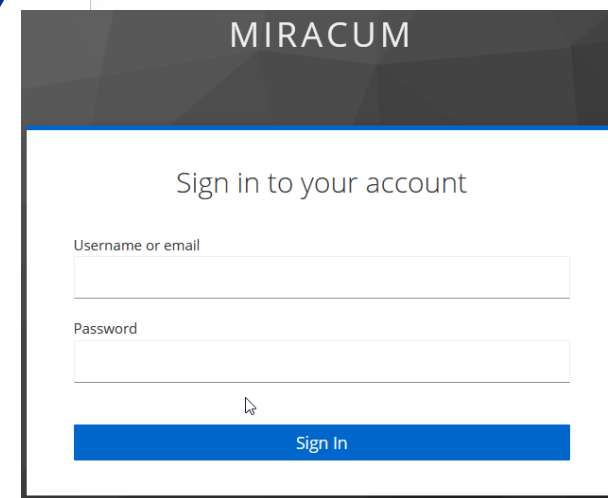 MIRACUM
Sign in to your account
Username or email
Password
Sign In